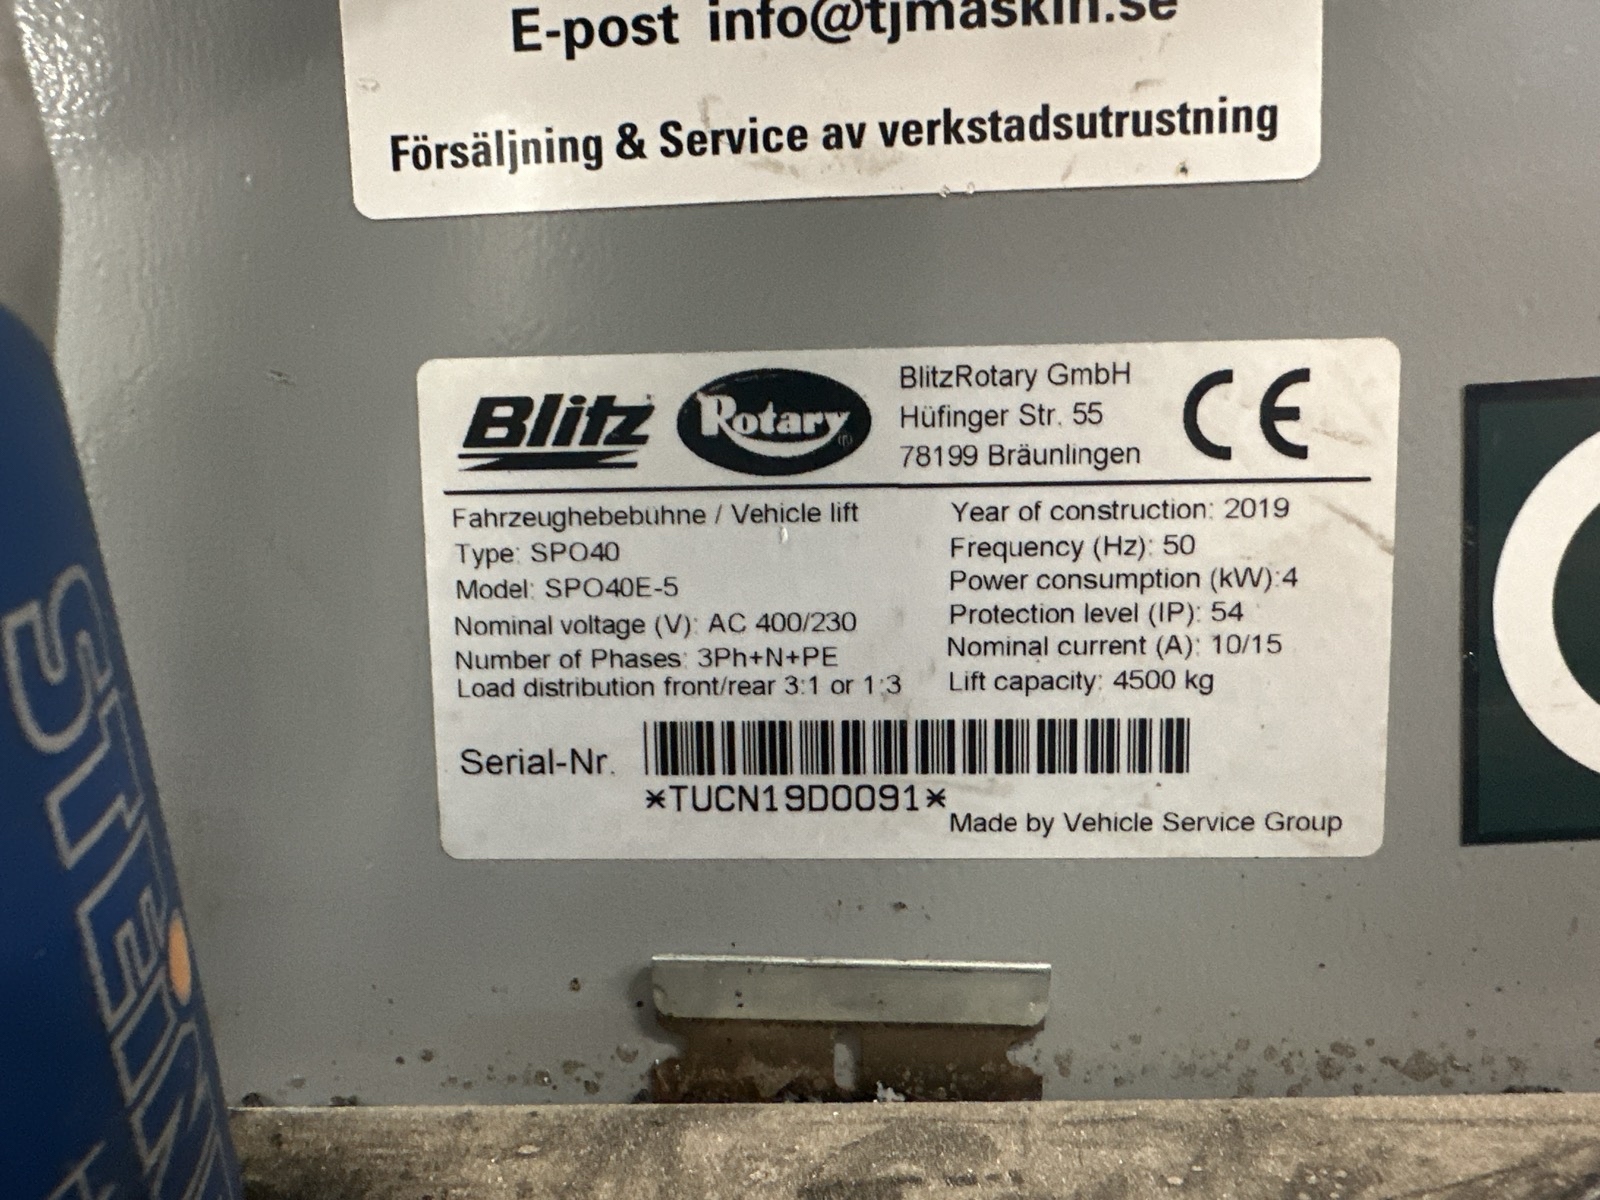 E-post info@tjmaskin.se
Försäljning & Service av verkstadsutrustning
Blitz
Rotary ®
BlitzRotary GmbH
Hüfinger Str. 55
78199 Bräunlingen
CE
Fahrzeughebebühne / Vehicle lift
Type: SPO40
Model: SPO40E-5
Nominal voltage (V): AC 400/230
Number of Phases: 3Ph+N+PE
Load distribution front/rear 3:1 or 1:3
Year of construction: 2019
Frequency (Hz): 50
Power consumption (kW):4
Protection level (IP): 54
Nominal current (A): 10/15
Lift capacity: 4500 kg
Serial-Nr.
*TUCN19D0091*
Made by Vehicle Service Group